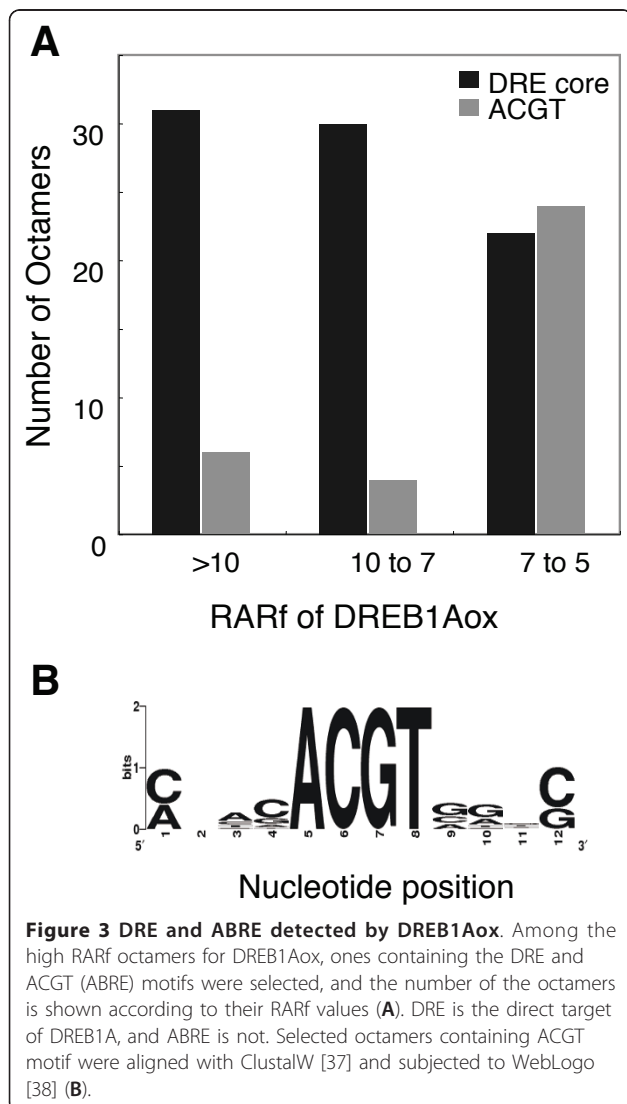 A
DRE core
ACGT
30
20
10
0
Number of Octamers
>10 10 to 7 7 to 5
RARf of DREB1Aox
B
2
1
0
bits
CA A CG ACGT GCA GA CG
5' 1 2 3 4 5 6 7 8 9 10 11 12 3'
Nucleotide position
Figure 3 DRE and ABRE detected by DREB1Aox. Among the
high RARf octamers for DREB1Aox, ones containing the DRE and
ACGT (ABRE) motifs were selected, and the number of the octamers
is shown according to their RARf values (A). DRE is the direct target
of DREB1A, and ABRE is not. Selected octamers containing ACGT
motif were aligned with ClustalW [37] and subjected to WebLogo
[38] (B).